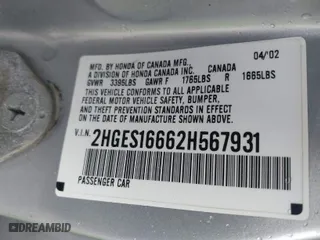 MFD. BY HONDA OF CANADA MFG., CANADA 04/02
A DIVISION OF HONDA CANADA INC.
GVWR 3395LBS GAWR F 1765LBS R 1665LBS
THIS VEHICLE CONFORMS TO ALL APPLICABLE
FEDERAL MOTOR VEHICLE SAFETY, BUMPER,
AND THEFT PREVENTION STANDARDS IN EFFECT
ON THE DATE OF MANUFACTURE SHOWN ABOVE.
V.I.N. 2HGES16662H567931
PASSENGER CAR
DREAMBID